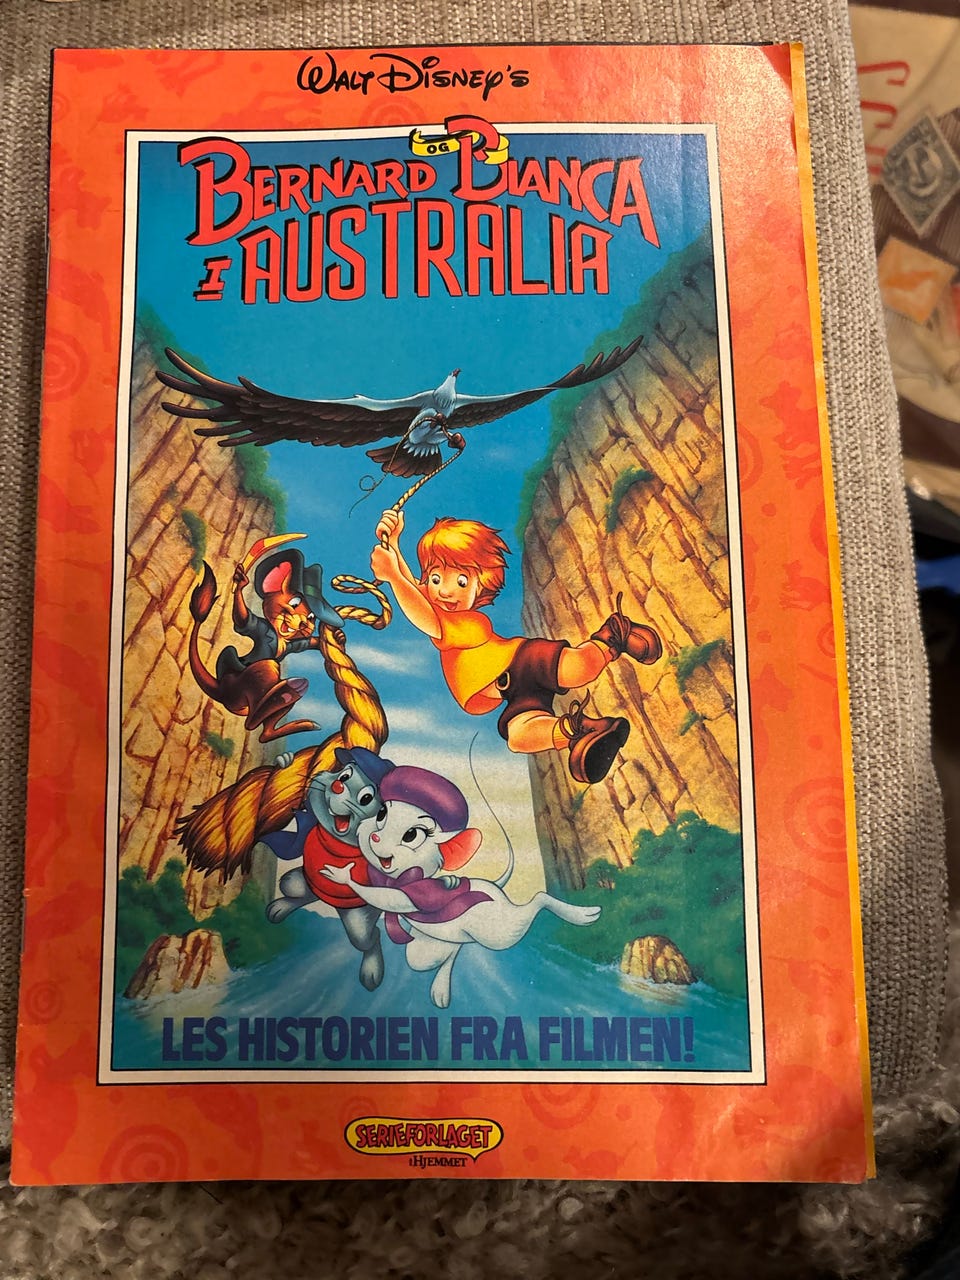 WALT DISNEY'S
BERNARD OG BIANCA
I AUSTRALIA
LES HISTORIEN FRA FILMEN!
SERIEFORLAGET
i HJEMMET